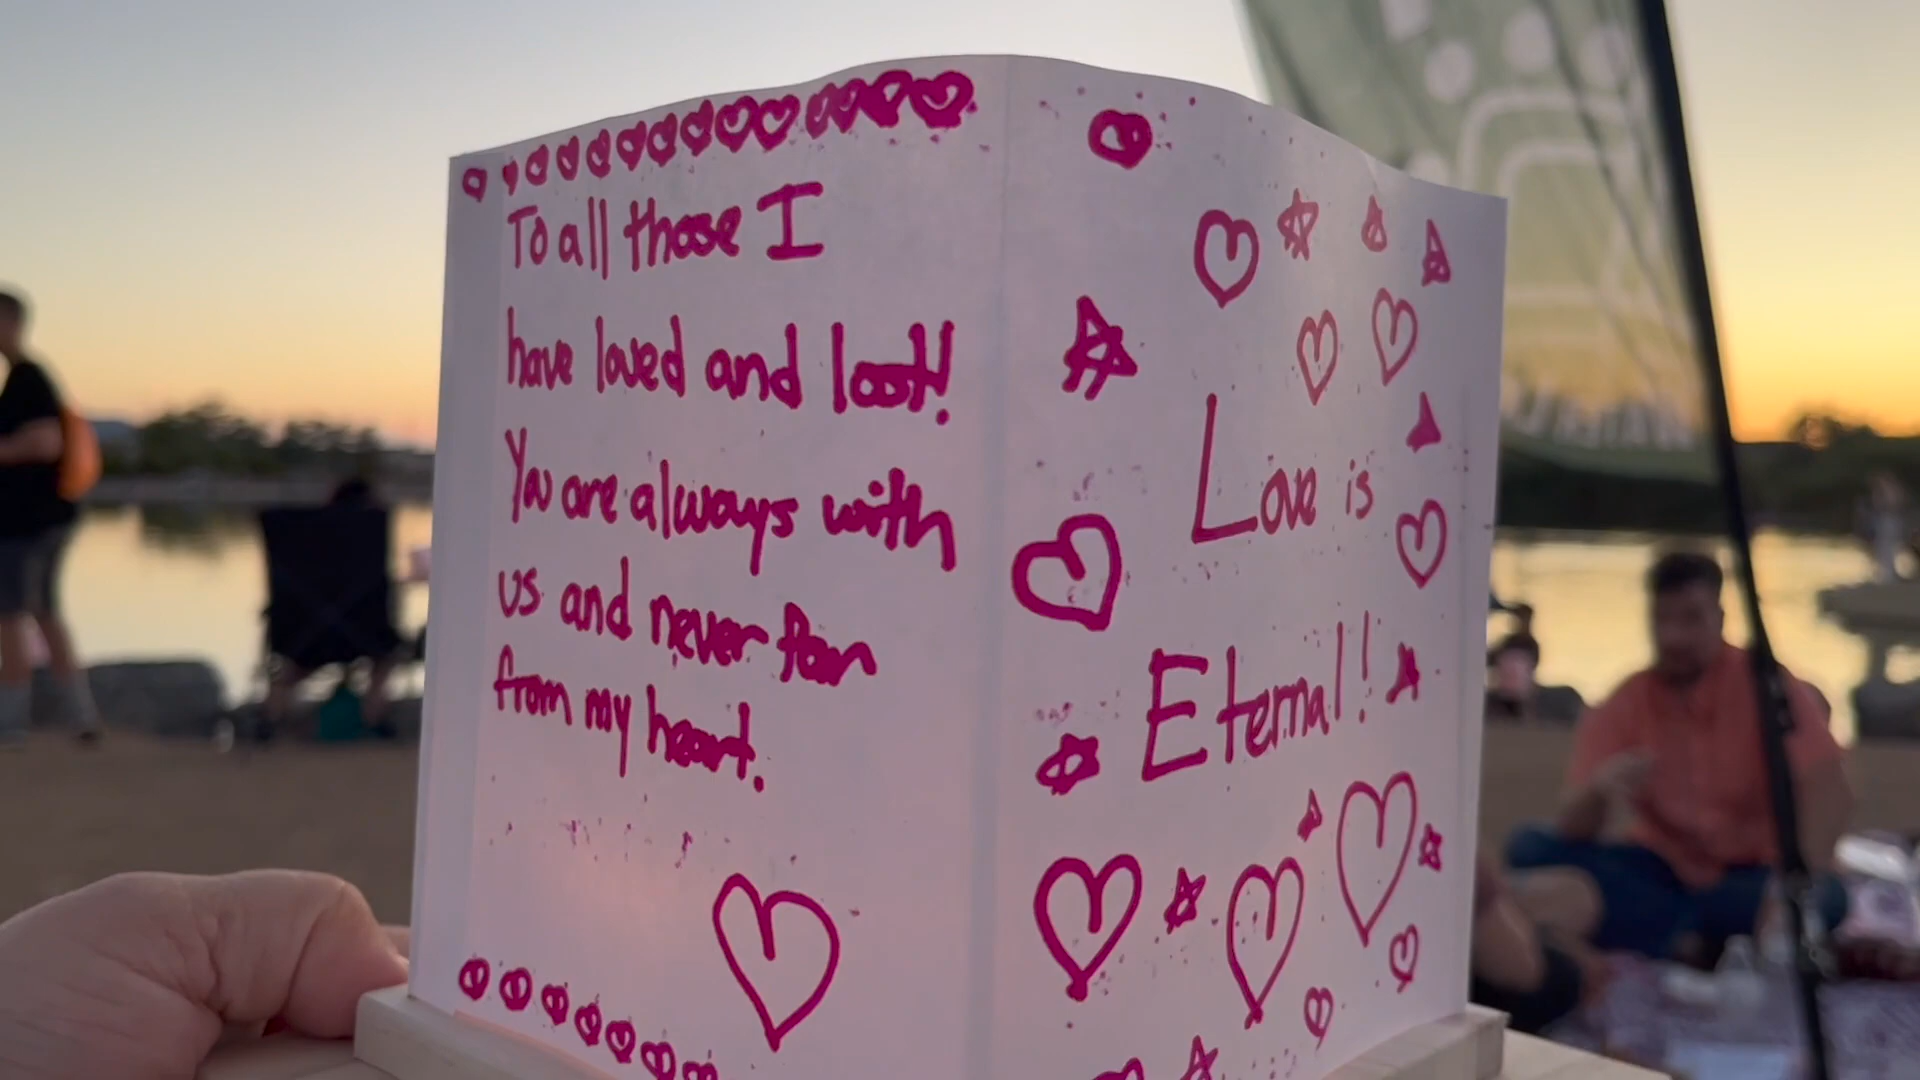 To all those I
have loved and lost!
You are always with
us and never far
from my heart.
Love is
Eternal!